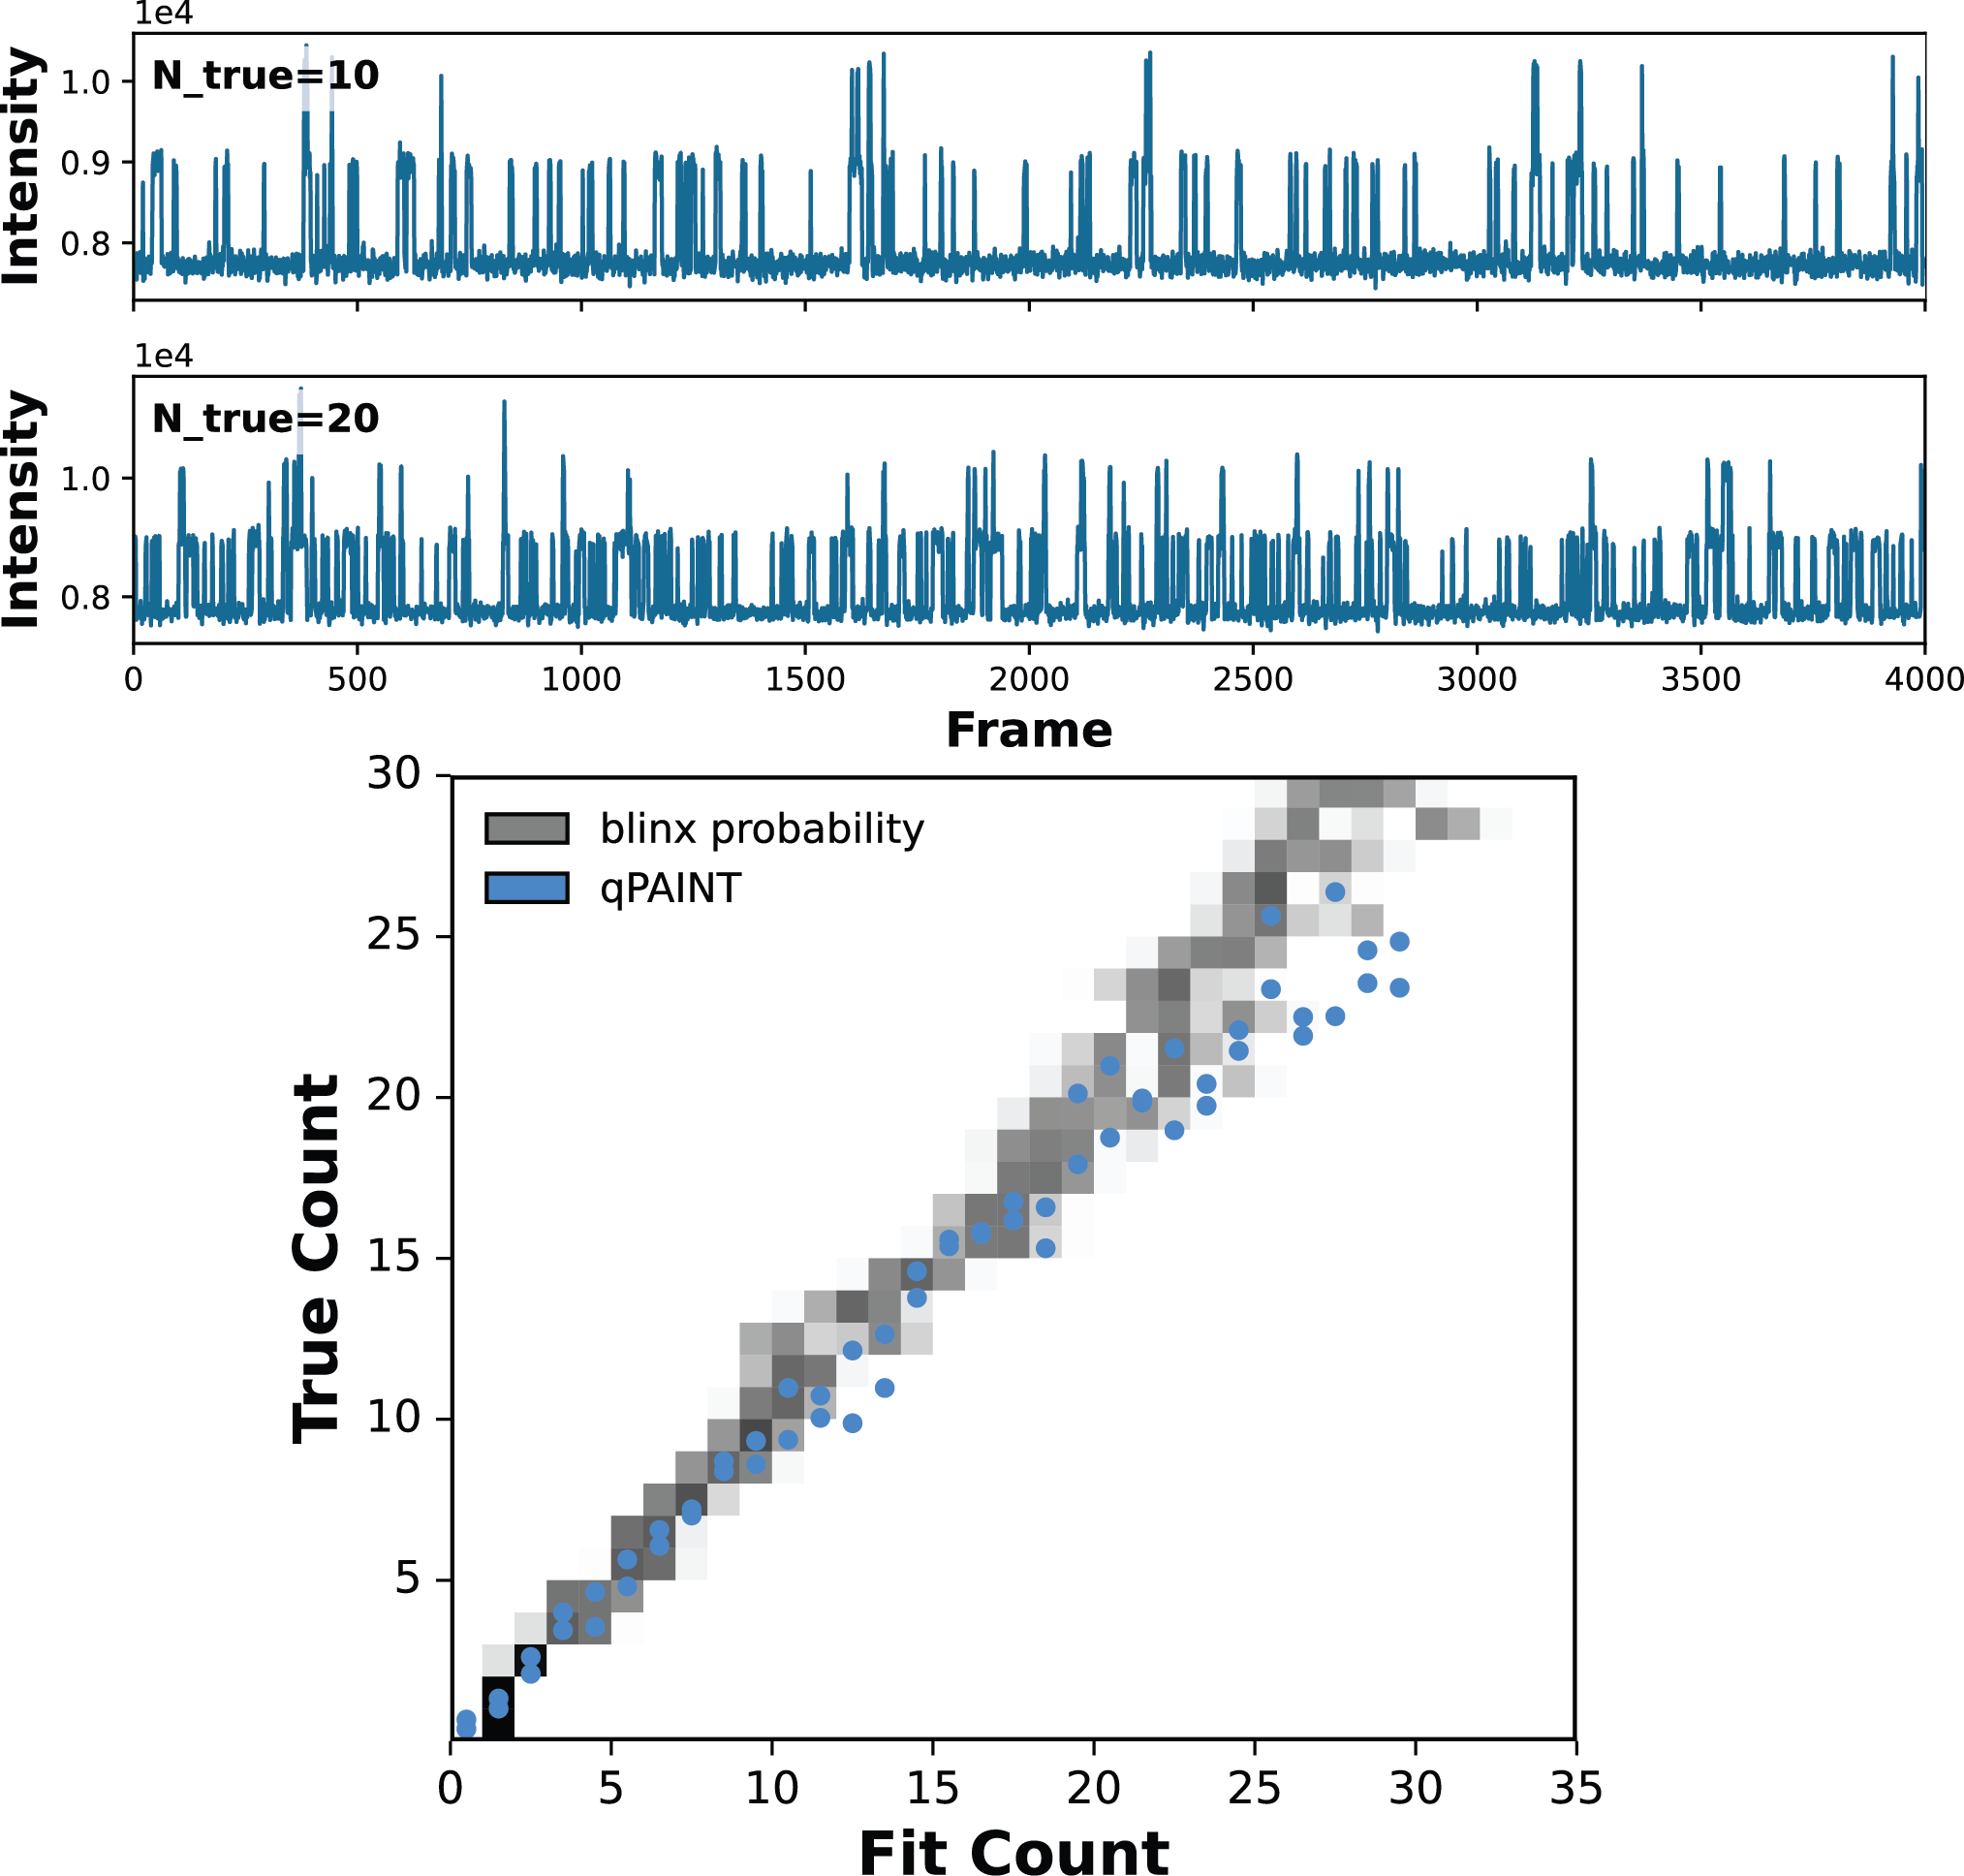 1e4
N_true=10
Intensity
1.0
0.9
0.8
1e4
N_true=20
Intensity
1.0
0.8
0 500 1000 1500 2000 2500 3000 3500 4000
Frame
blinx probability
qPAINT
True Count
30
25
20
15
10
5
0 5 10 15 20 25 30 35
Fit Count